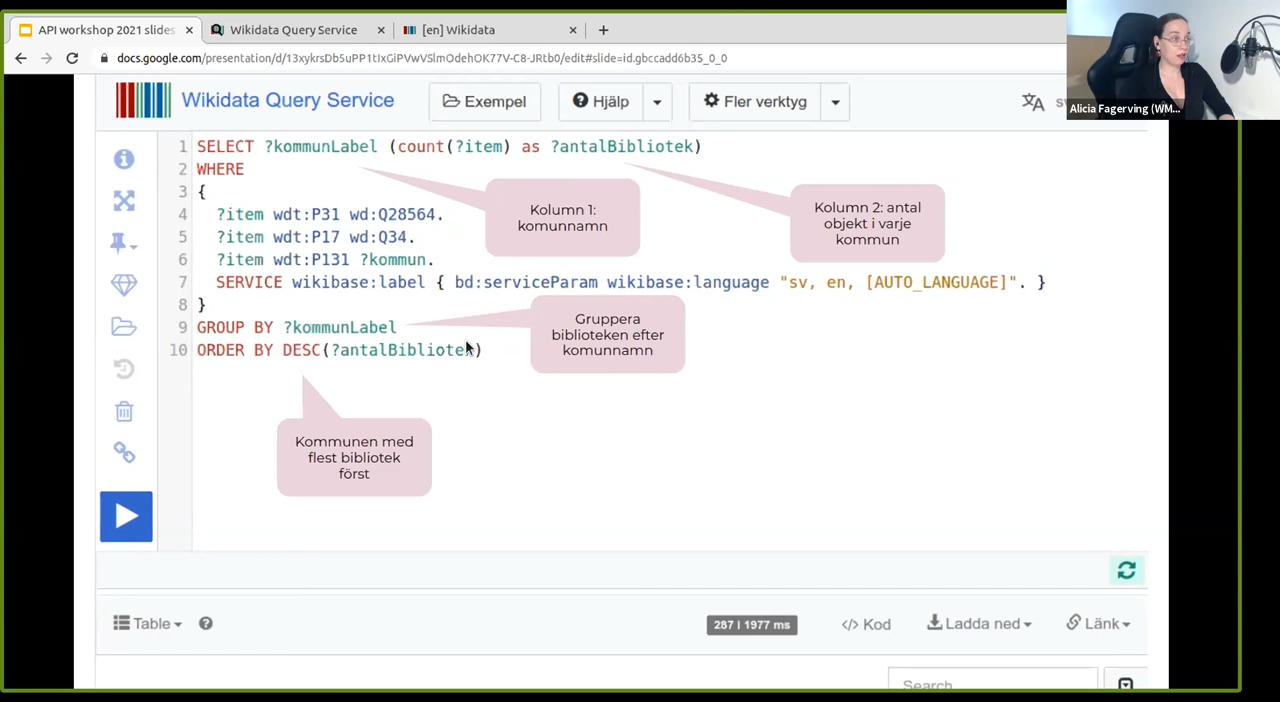 API workshop 2021 slides
Wikidata Query Service
[en] Wikidata
docs.google.com/presentation/d/13xykrsDb5uPP1tIxGiPVwVSlmOdehOK77V-C8-JRtb0/edit#slide=id.gbccadd6b35_0_0
Alicia Fagerving (WM...
Wikidata Query Service
Exempel
Hjälp
Fler verktyg
1 SELECT ?kommunLabel (count(?item) as ?antalBibliotek)
2 WHERE
3 {
4 ?item wdt:P31 wd:Q28564.
5 ?item wdt:P17 wd:Q34.
6 ?item wdt:P131 ?kommun.
7 SERVICE wikibase:label { bd:serviceParam wikibase:language "sv, en, [AUTO_LANGUAGE]". }
8 }
9 GROUP BY ?kommunLabel
10 ORDER BY DESC(?antalBibliotek)
Kolumn 1:
komunnamn
Kolumn 2: antal
objekt i varje
kommun
Gruppera
biblioteken efter
komunnamn
Kommunen med
flest bibliotek
först
Table
287 i 1977 ms
</> Kod
Ladda ned
Länk
Search